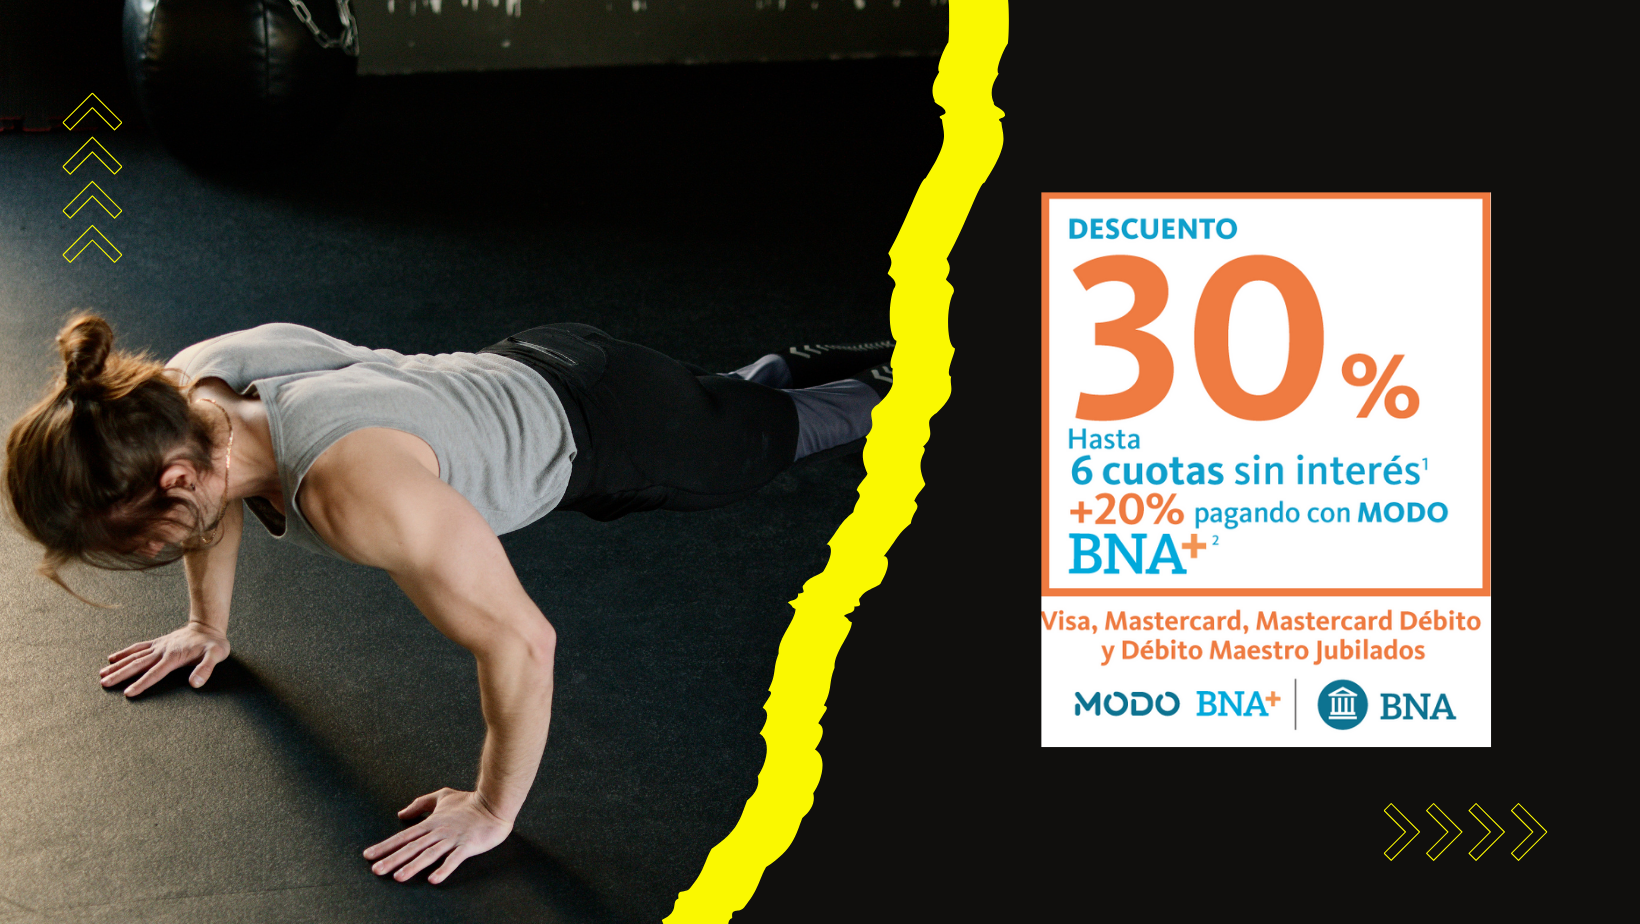 DESCUENTO
30%
Hasta
6 cuotas sin interés¹
+20% pagando con MODO
BNA+ ²
Visa, Mastercard, Mastercard Débito
y Débito Maestro Jubilados
MODO BNA+ | BNA